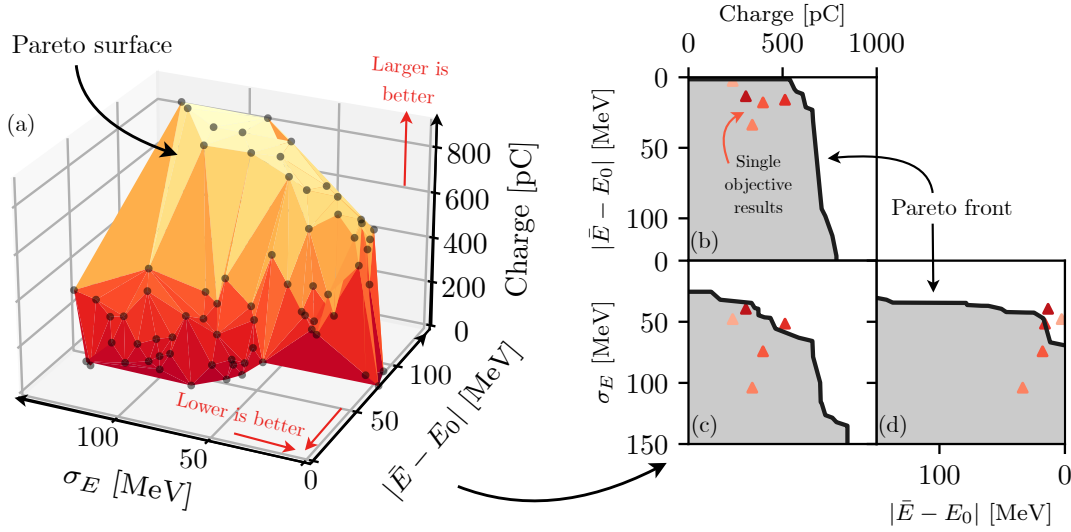 Pareto surface
(a)
Larger is
better
800
600
400
200
0
Charge [pC]
100
50
0
|Ē − E₀| [MeV]
Lower is better
100
50
0
σ_E [MeV]
Charge [pC]
0 500 1000
0
50
100
0
|Ē − E₀| [MeV]
Single
objective
results
(b)
Pareto front
50
100
150
σ_E [MeV]
(c)
(d)
100 0
|Ē − E₀| [MeV]